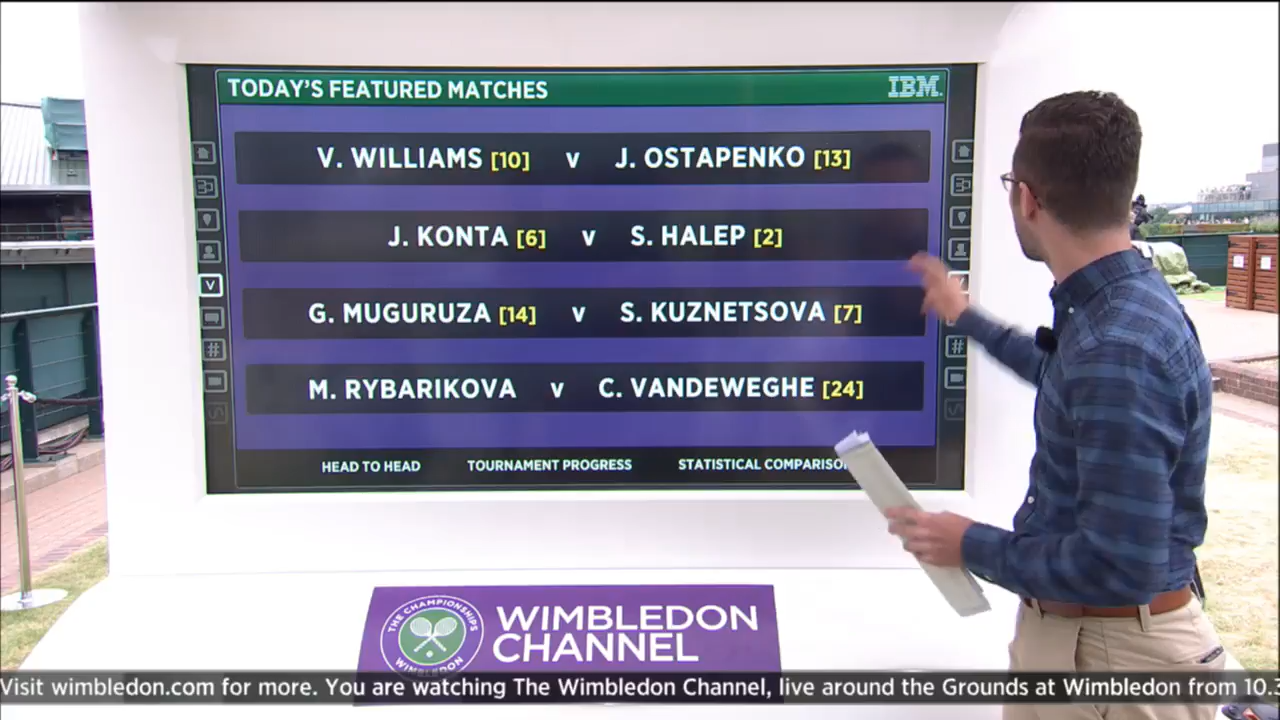 TODAY'S FEATURED MATCHES
IBM.
V. WILLIAMS [10] v J. OSTAPENKO [13]
J. KONTA [6] v S. HALEP [2]
G. MUGURUZA [14] v S. KUZNETSOVA [7]
M. RYBARIKOVA v C. VANDEWEGHE [24]
V
#
#
HEAD TO HEAD TOURNAMENT PROGRESS STATISTICAL COMPARISON
THE CHAMPIONSHIPS
WIMBLEDON
WIMBLEDON
CHANNEL
Visit wimbledon.com for more. You are watching The Wimbledon Channel, live around the Grounds at Wimbledon from 10.3